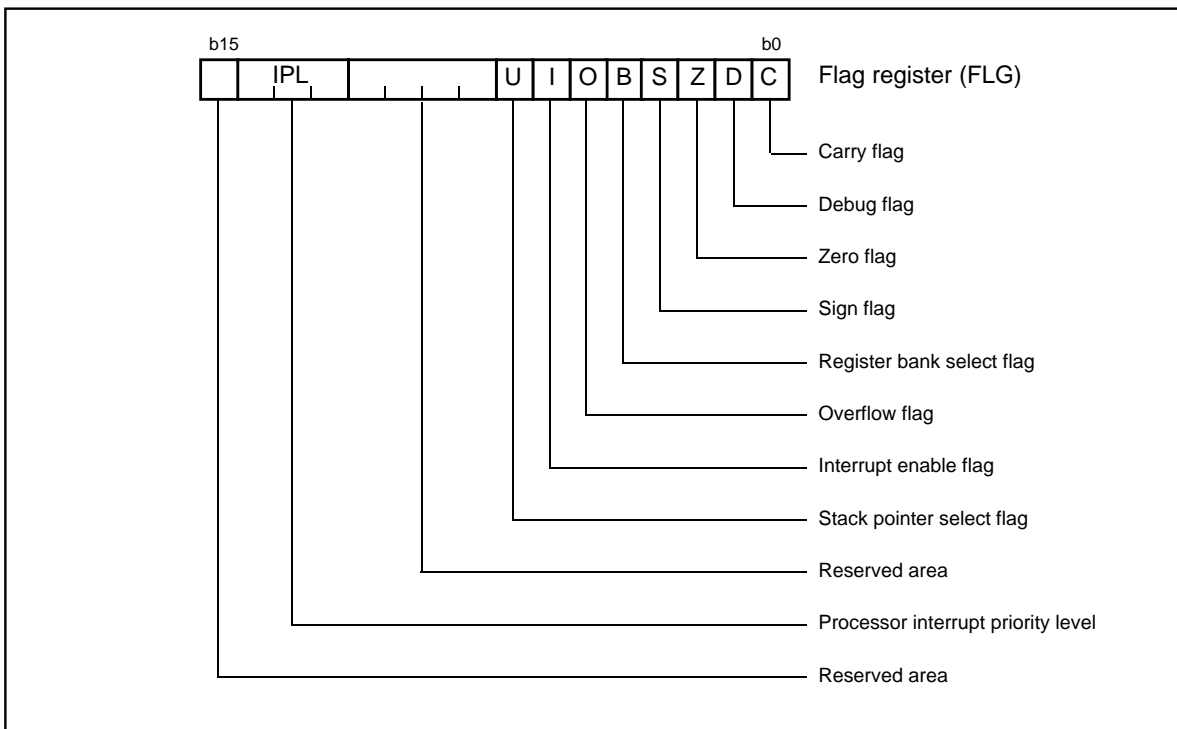 b15 b0
IPL U I O B S Z D C Flag register (FLG)
Carry flag
Debug flag
Zero flag
Sign flag
Register bank select flag
Overflow flag
Interrupt enable flag
Stack pointer select flag
Reserved area
Processor interrupt priority level
Reserved area